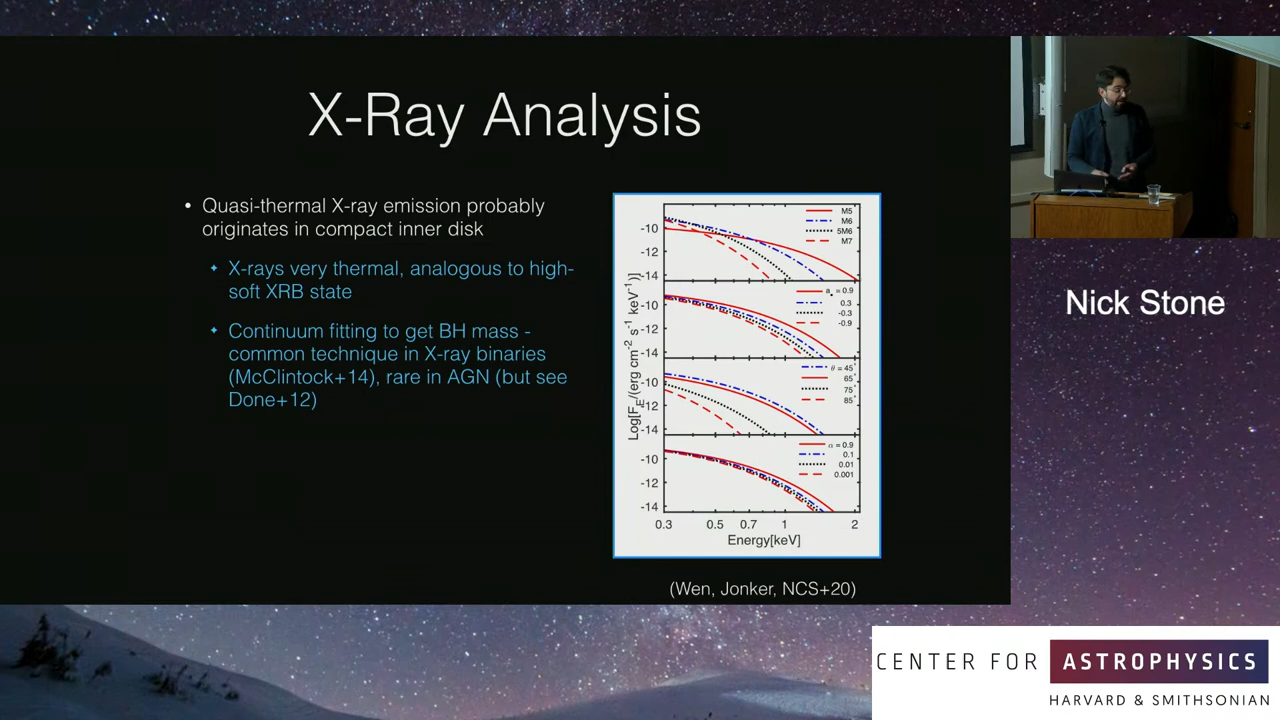 X-Ray Analysis
• Quasi-thermal X-ray emission probably
originates in compact inner disk
X-rays very thermal, analogous to high-
soft XRB state
Continuum fitting to get BH mass -
common technique in X-ray binaries
(McClintock+14), rare in AGN (but see
Done+12)
Log[F_E/(erg cm⁻² s⁻¹ keV⁻¹)]
-10
-12
-14
M5
M6
5M6
M7
-10
-12
-14
a• = 0.9
0.3
-0.3
-0.9
-10
-12
-14
θ = 45°
65°
75°
85°
-10
-12
-14
α = 0.9
0.1
0.01
0.001
0.3 0.5 0.7 1 2
Energy[keV]
(Wen, Jonker, NCS+20)
Nick Stone
CENTER FOR ASTROPHYSICS
HARVARD & SMITHSONIAN